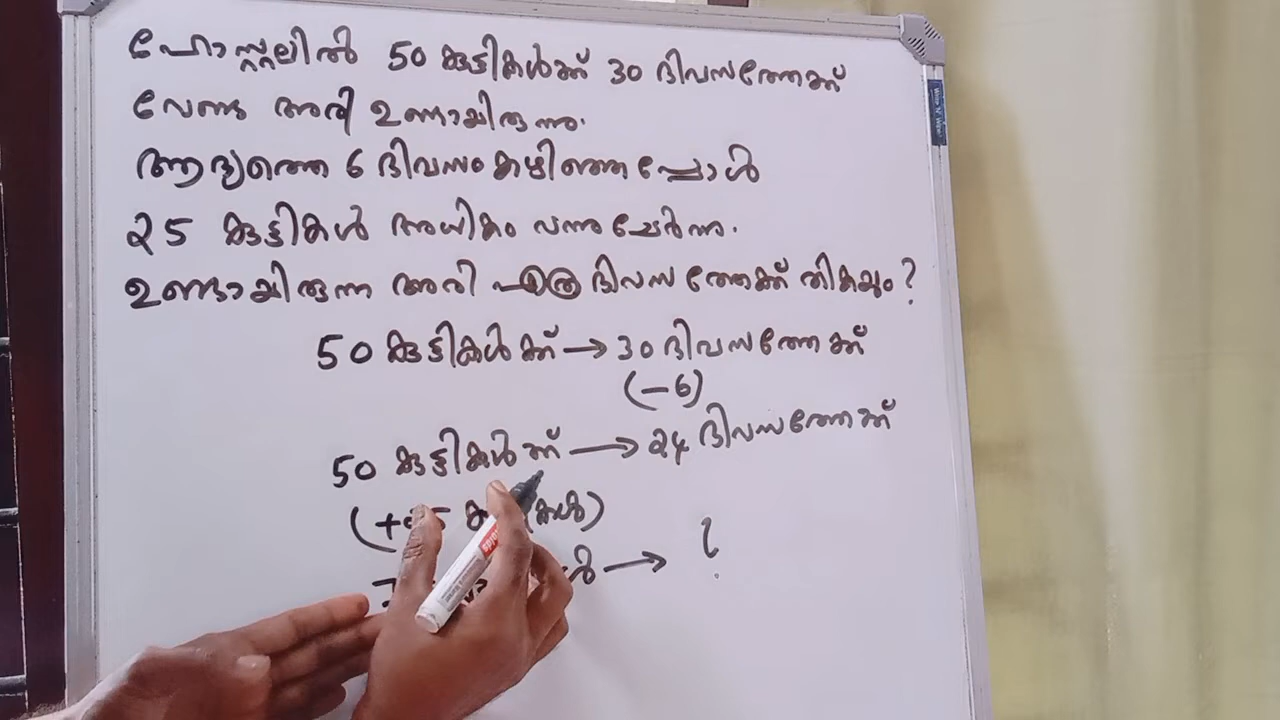 ഹോസ്റ്റലിൽ 50 കുട്ടികൾക്ക് 30 ദിവസത്തേക്ക്
വേണ്ട അരി ഉണ്ടായിരുന്നു.
ആദ്യത്തെ 6 ദിവസം കഴിഞ്ഞപ്പോൾ
25 കുട്ടികൾ അധികം വന്നുചേർന്നു.
ഉണ്ടായിരുന്ന അരി എത്ര ദിവസത്തേക്ക് തികയും?
50 കുട്ടികൾക്ക് → 30 ദിവസത്തേക്ക്
(-6)
50 കുട്ടികൾക്ക് → 24 ദിവസത്തേക്ക്
(+
→ ?